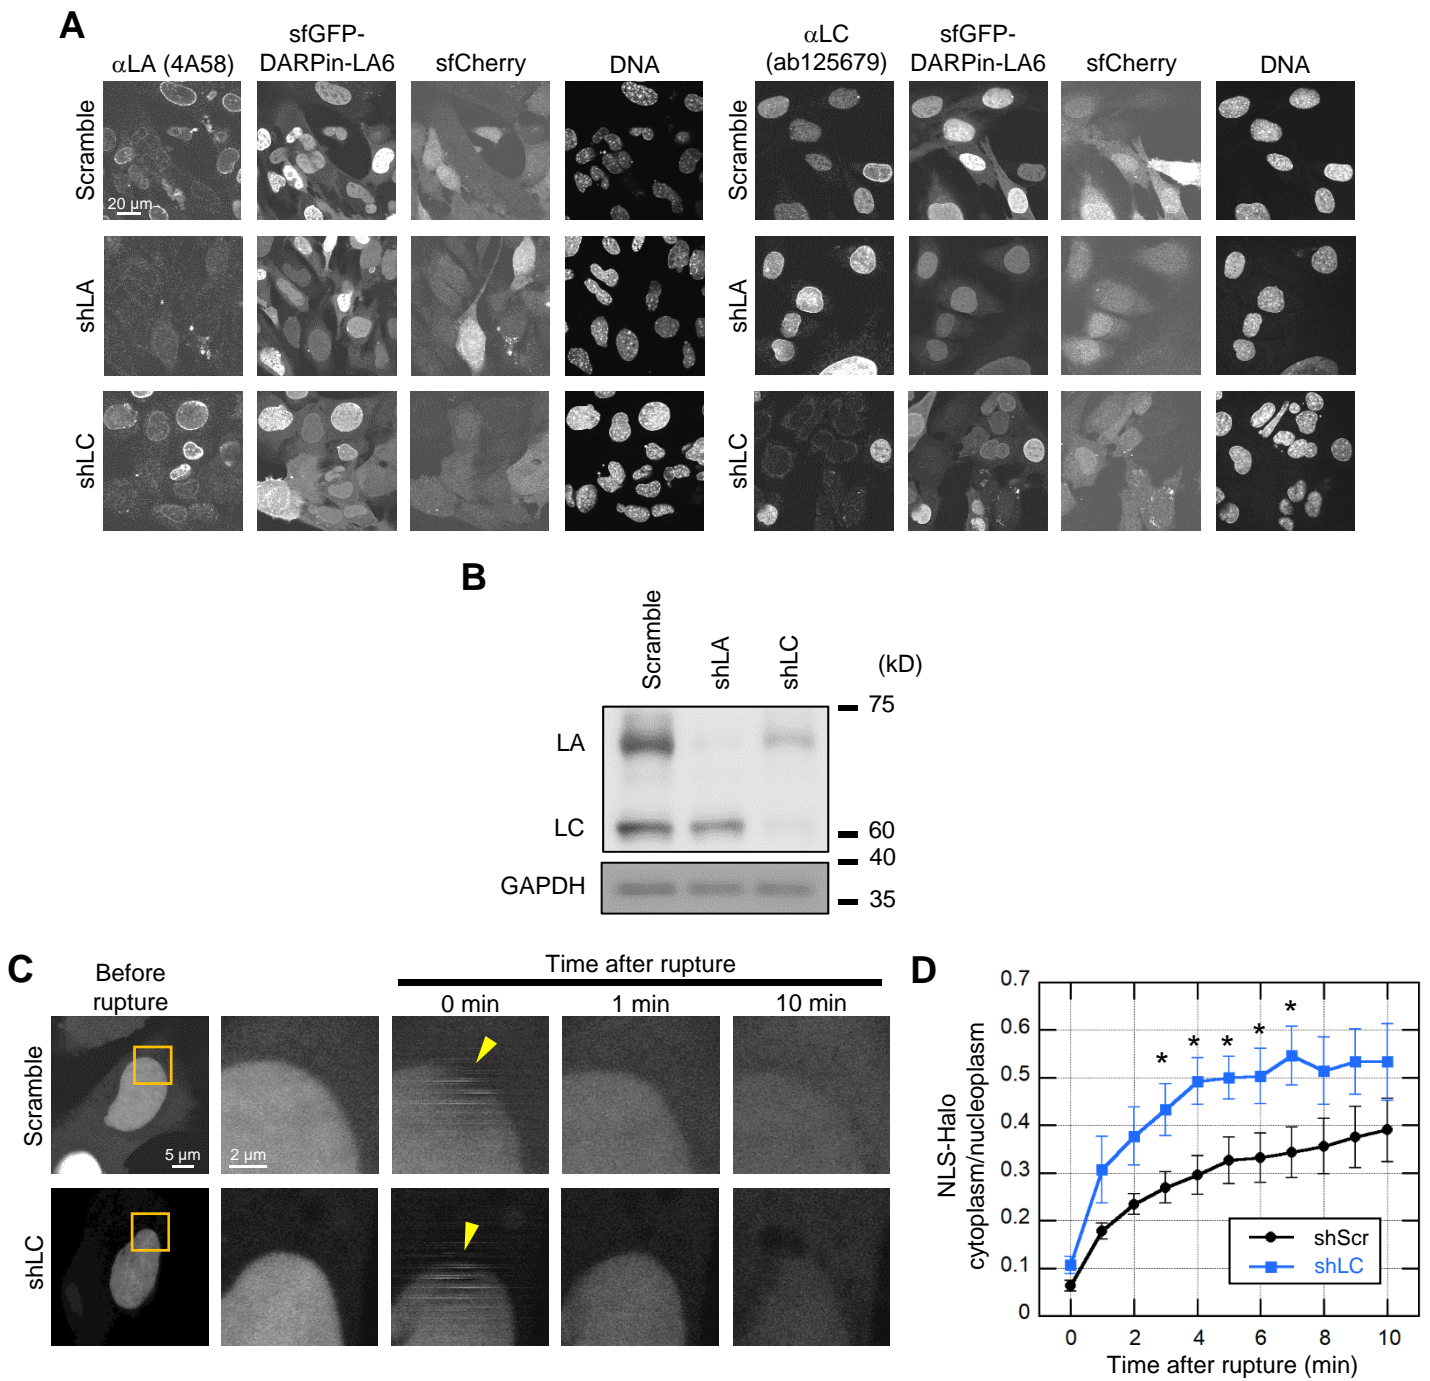 A
αLA (4A58)
sfGFP-
DARPin-LA6
sfCherry
DNA
αLC
(ab125679)
sfGFP-
DARPin-LA6
sfCherry
DNA
Scramble
20 µm
shLA
shLC
Scramble
shLA
shLC
B
Scramble
shLA
shLC
(kD)
75
LA
LC
60
40
GAPDH
35
C
Before
rupture
Time after rupture
0 min
1 min
10 min
Scramble
5 µm
2 µm
shLC
D
NLS-Halo
cytoplasm/nucleoplasm
0.7
0.6
0.5
0.4
0.3
0.2
0.1
0
* * * * *
shScr
shLC
0 2 4 6 8 10
Time after rupture (min)